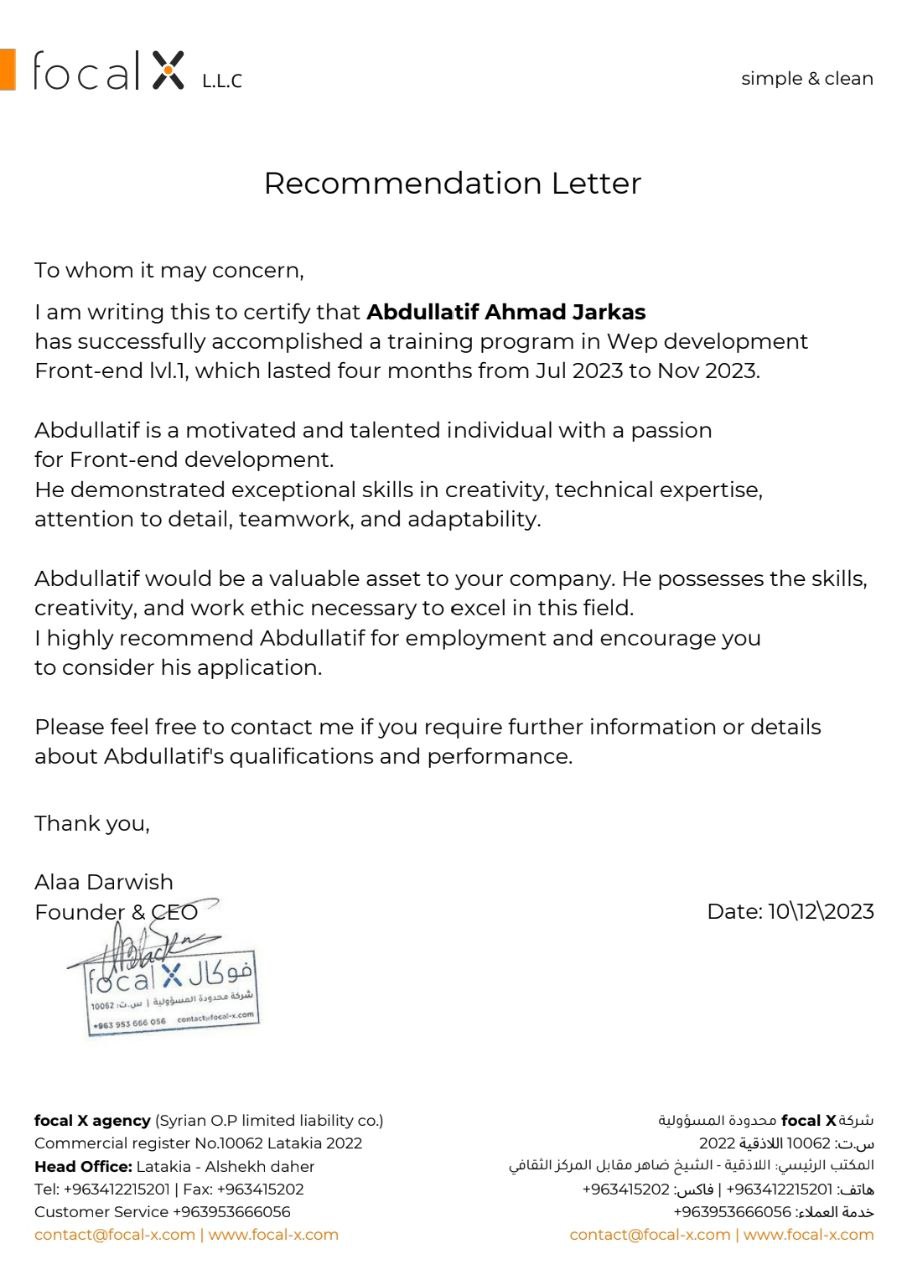 focal X L.L.C
simple & clean
Recommendation Letter
To whom it may concern,
I am writing this to certify that Abdullatif Ahmad Jarkas
has successfully accomplished a training program in Wep development
Front-end lvl.1, which lasted four months from Jul 2023 to Nov 2023.
Abdullatif is a motivated and talented individual with a passion
for Front-end development.
He demonstrated exceptional skills in creativity, technical expertise,
attention to detail, teamwork, and adaptability.
Abdullatif would be a valuable asset to your company. He possesses the skills,
creativity, and work ethic necessary to excel in this field.
I highly recommend Abdullatif for employment and encourage you
to consider his application.
Please feel free to contact me if you require further information or details
about Abdullatif's qualifications and performance.
Thank you,
Alaa Darwish
Founder & CEO
Date: 10\12\2023
focal X فوكال
شركة محدودة المسؤولية | س.ت: 10062
+963 953 666 056 contact@focal-x.com
focal X agency (Syrian O.P limited liability co.)
Commercial register No.10062 Latakia 2022
Head Office: Latakia - Alshekh daher
Tel: +963412215201 | Fax: +963415202
Customer Service +963953666056
contact@focal-x.com | www.focal-x.com
شركة focal X محدودة المسؤولية
س.ت: 10062 اللاذقية 2022
المكتب الرئيسي: اللاذقية - الشيخ ضاهر مقابل المركز الثقافي
هاتف: 963412215201+ | فاكس: 963415202+
خدمة العملاء: 963953666056+
contact@focal-x.com | www.focal-x.com